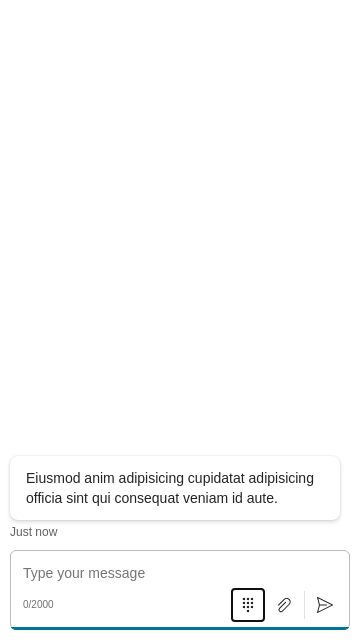 Eiusmod anim adipisicing cupidatat adipisicing
officia sint qui consequat veniam id aute.
Just now
Type your message
0/2000